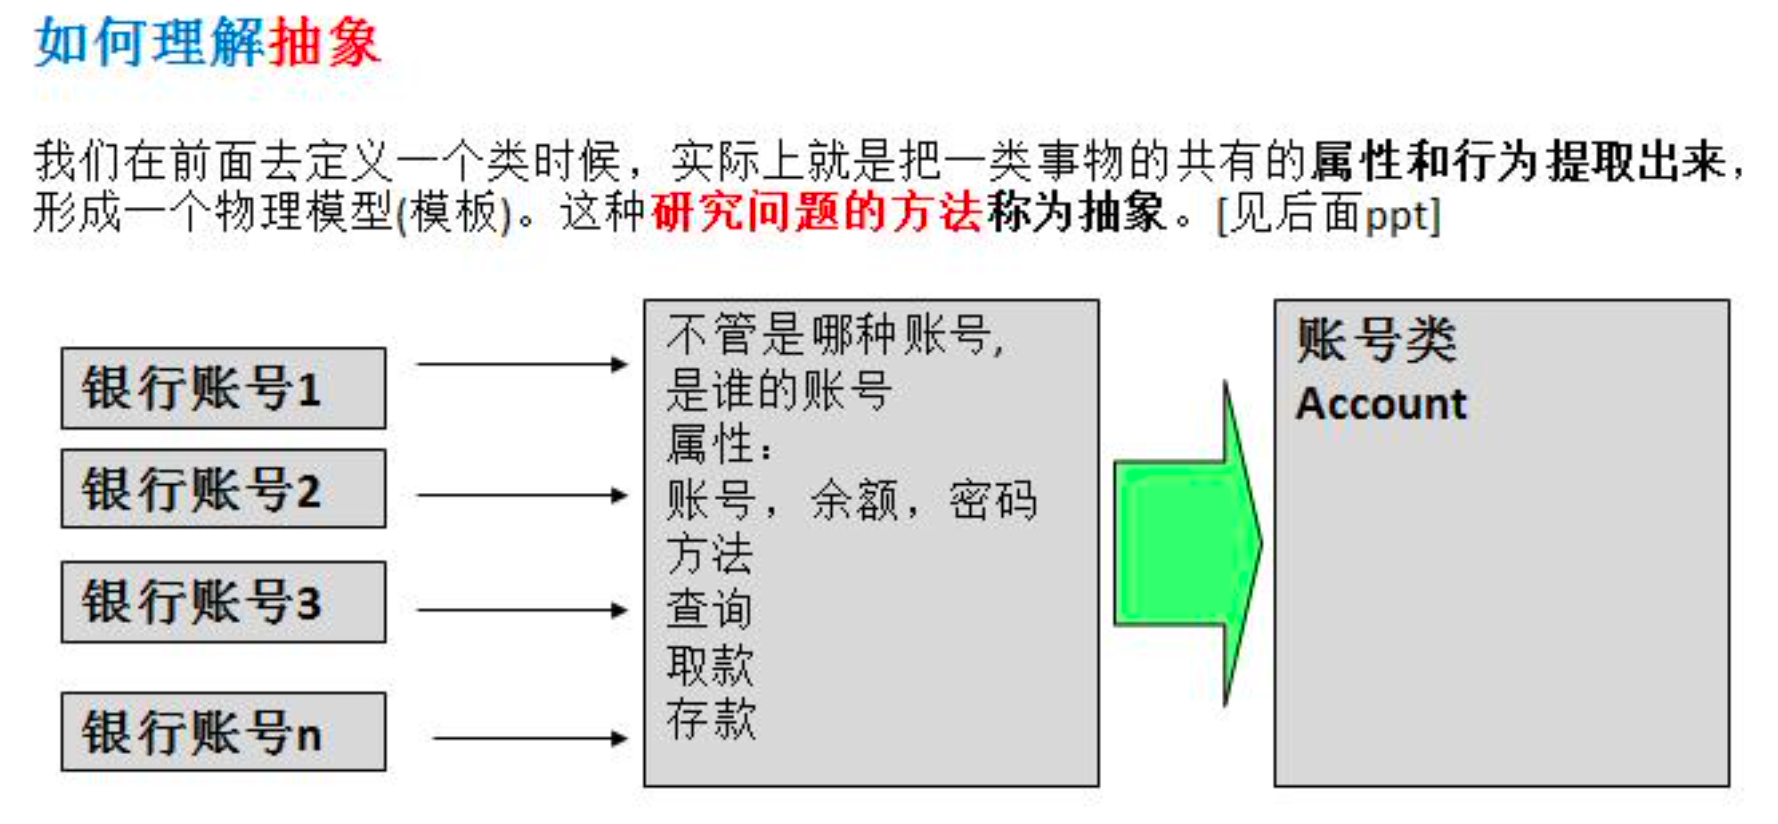 如何理解抽象
我们在前面去定义一个类时候，实际上就是把一类事物的共有的属性和行为提取出来，
形成一个物理模型(模板)。这种研究问题的方法称为抽象。[见后面ppt]
银行账号1
银行账号2
银行账号3
银行账号n
不管是哪种账号,
是谁的账号
属性：
账号，余额，密码
方法
查询
取款
存款
账号类
Account